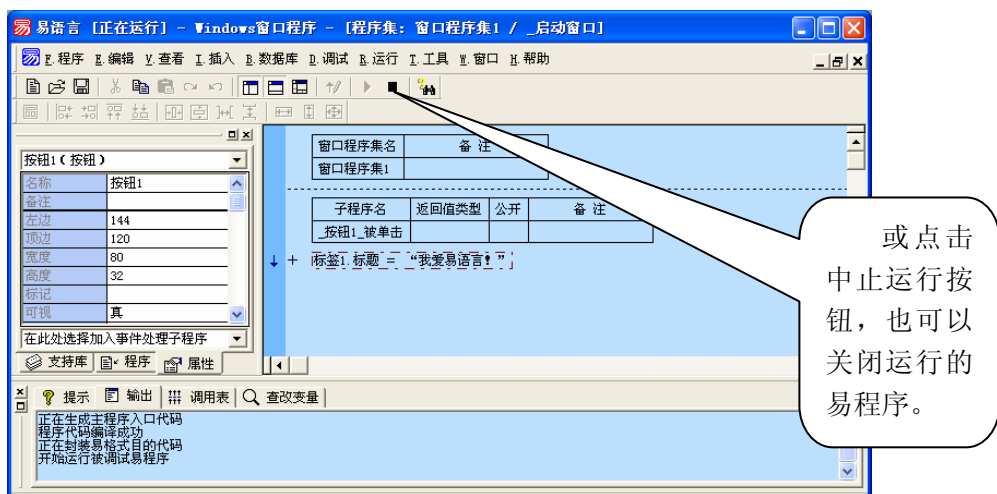 易语言 [正在运行] - Windows窗口程序 - [程序集: 窗口程序集1 / _启动窗口]
F.程序 E.编辑 V.查看 I.插入 B.数据库 D.调试 R.运行 T.工具 W.窗口 H.帮助
按钮1(按钮)
名称 按钮1
备注
左边 144
顶边 120
宽度 80
高度 32
标记
可视 真
在此处选择加入事件处理子程序
支持库 程序 属性
窗口程序集名 备 注
窗口程序集1
子程序名 返回值类型 公开 备 注
_按钮1_被单击
↓ + 标签1.标题 = “我爱易语言!”
提示 输出 调用表 查改变量
正在生成主程序入口代码
程序代码编译成功
正在封装易格式目的代码
开始运行被调试易程序
或点击
中止运行按
钮，也可以
关闭运行的
易程序。